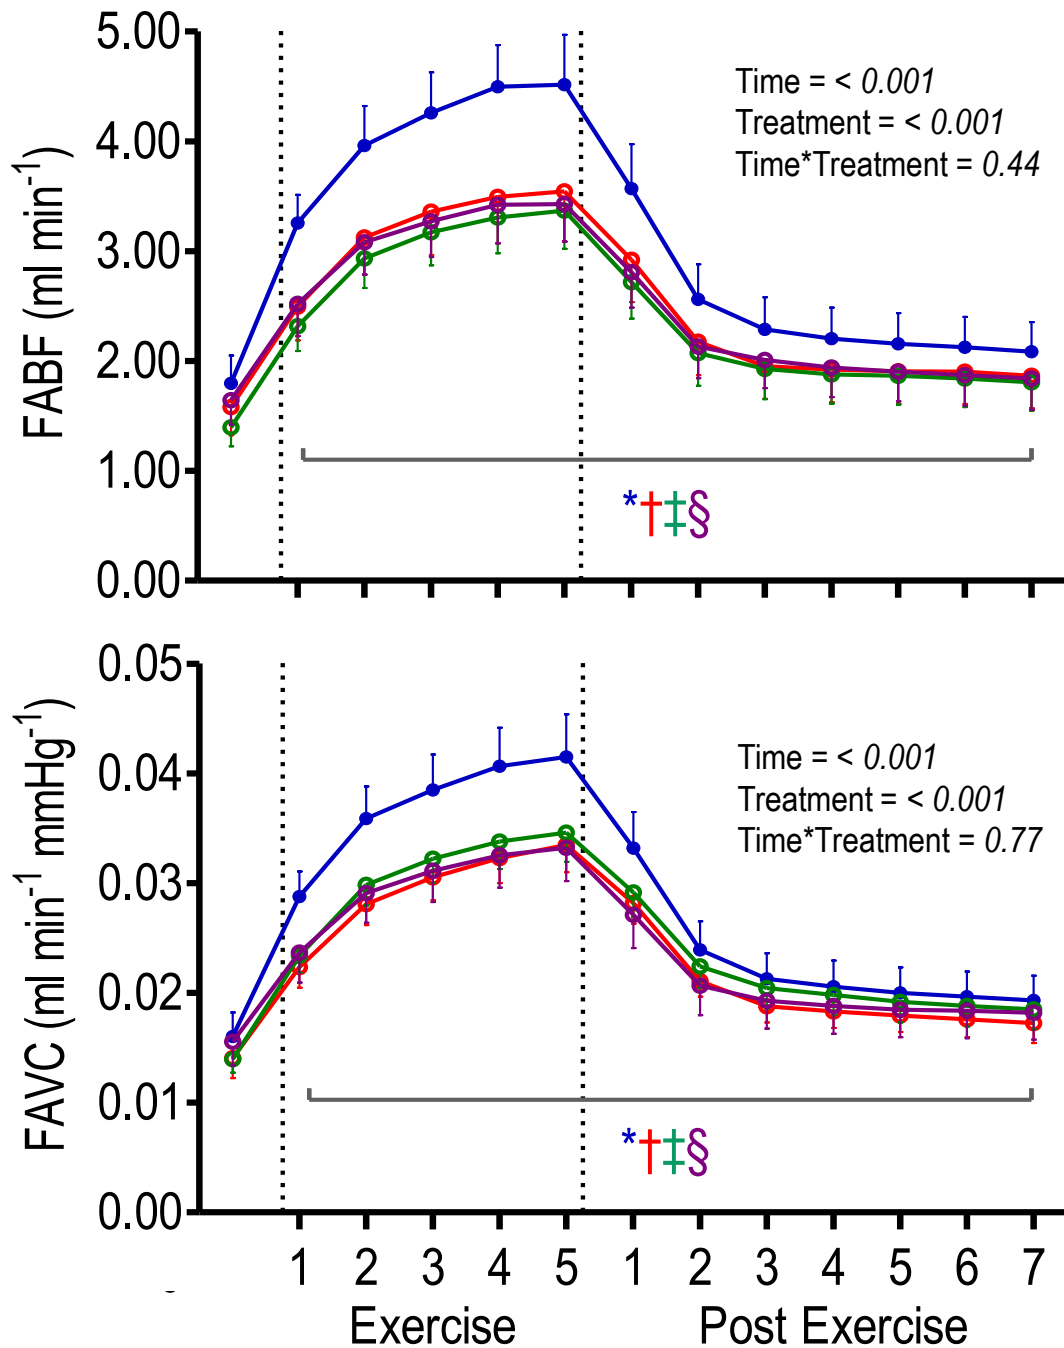 5.00
4.00
3.00
2.00
1.00
0.00
FABF (ml min⁻¹)
Time = < 0.001
Treatment = < 0.001
Time*Treatment = 0.44
*†‡§
0.05
0.04
0.03
0.02
0.01
0.00
FAVC (ml min⁻¹ mmHg⁻¹)
Time = < 0.001
Treatment = < 0.001
Time*Treatment = 0.77
*†‡§
1 2 3 4 5 1 2 3 4 5 6 7
Exercise Post Exercise